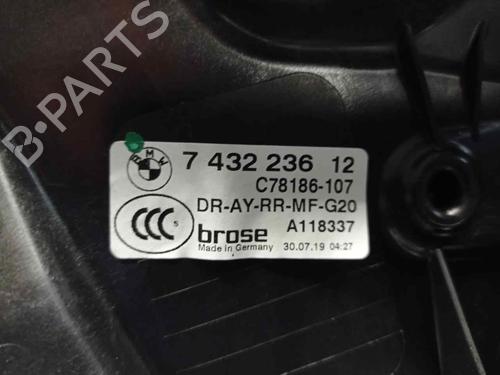 B-PARTS
BMW
7 432 236 12
C78186-107
DR-AY-RR-MF-G20
CCC S
brose
A118337
Made in Germany
30.07.19 04:27